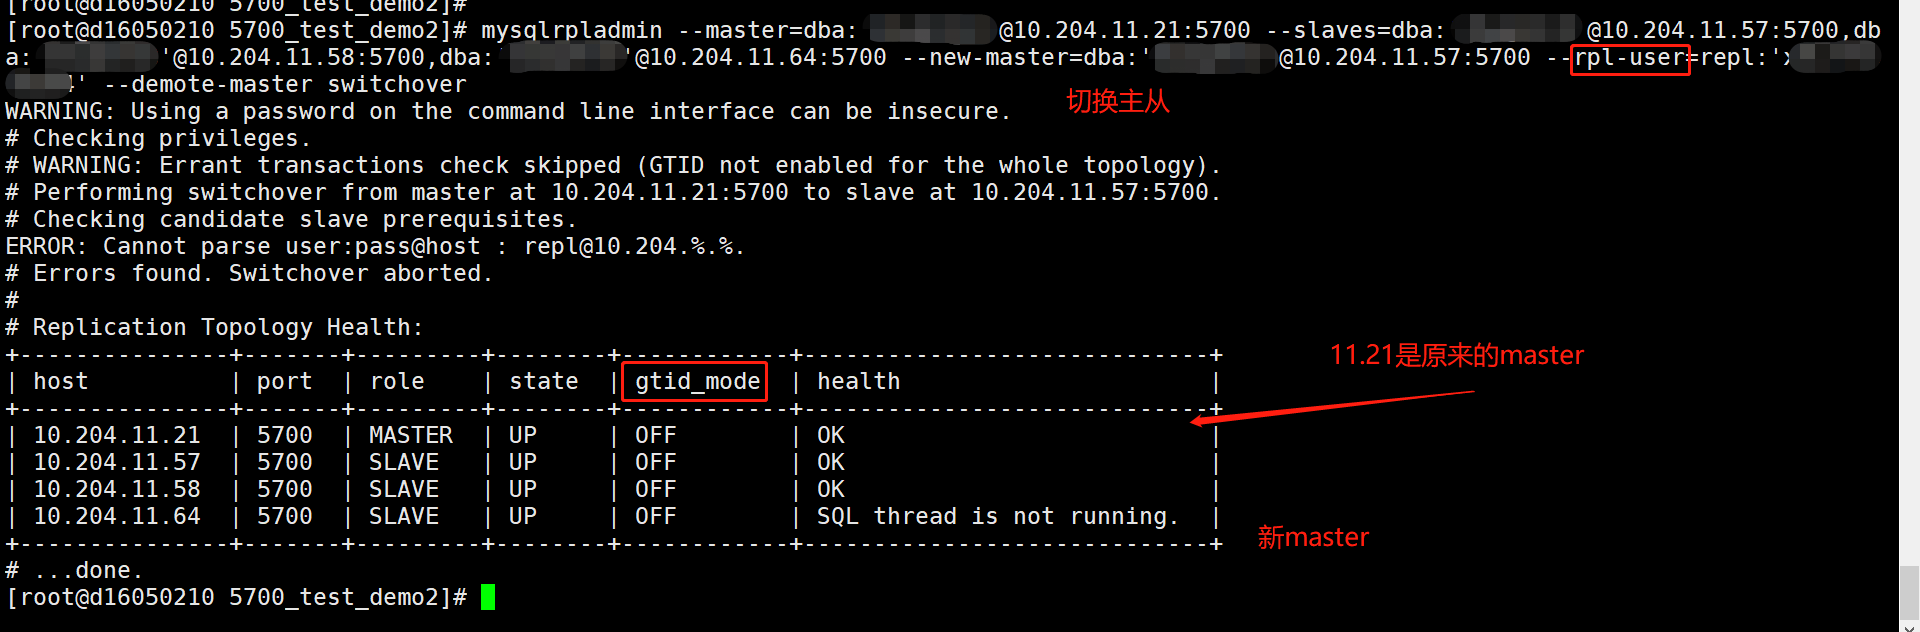 [root@d16050210 5700_test_demo2]#
[root@d16050210 5700_test_demo2]# mysqlrpladmin --master=dba: @10.204.11.21:5700 --slaves=dba: @10.204.11.57:5700,db
a: '@10.204.11.58:5700,dba: '@10.204.11.64:5700 --new-master=dba:' @10.204.11.57:5700 --rpl-user=repl:'
' --demote-master switchover
切换主从
WARNING: Using a password on the command line interface can be insecure.
# Checking privileges.
# WARNING: Errant transactions check skipped (GTID not enabled for the whole topology).
# Performing switchover from master at 10.204.11.21:5700 to slave at 10.204.11.57:5700.
# Checking candidate slave prerequisites.
ERROR: Cannot parse user:pass@host : repl@10.204.%.%.
# Errors found. Switchover aborted.
#
# Replication Topology Health:
+---------------+-------+---------+--------+------------+-----------------------------+
11.21是原来的master
| host | port | role | state | gtid_mode | health |
+---------------+-------+---------+--------+------------+-----------------------------+
| 10.204.11.21 | 5700 | MASTER | UP | OFF | OK |
| 10.204.11.57 | 5700 | SLAVE | UP | OFF | OK |
| 10.204.11.58 | 5700 | SLAVE | UP | OFF | OK |
| 10.204.11.64 | 5700 | SLAVE | UP | OFF | SQL thread is not running. |
+---------------+-------+---------+--------+------------+-----------------------------+
新master
# ...done.
[root@d16050210 5700_test_demo2]#